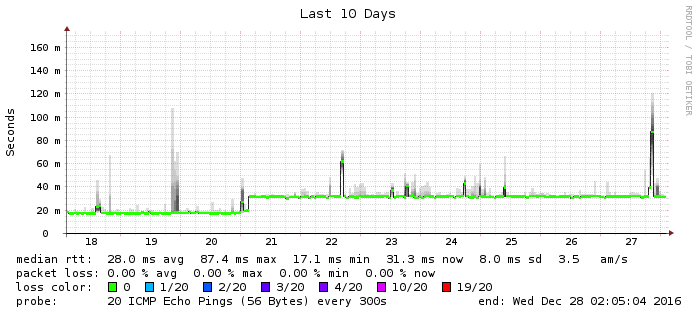 Last 10 Days
RRDTOOL / TOBI OETIKER
Seconds
160 m
140 m
120 m
100 m
80 m
60 m
40 m
20 m
0
18 19 20 21 22 23 24 25 26 27
median rtt: 28.0 ms avg 87.4 ms max 17.1 ms min 31.3 ms now 8.0 ms sd 3.5 am/s
packet loss: 0.00 % avg 0.00 % max 0.00 % min 0.00 % now
loss color: 0 1/20 2/20 3/20 4/20 10/20 19/20
probe: 20 ICMP Echo Pings (56 Bytes) every 300s end: Wed Dec 28 02:05:04 2016